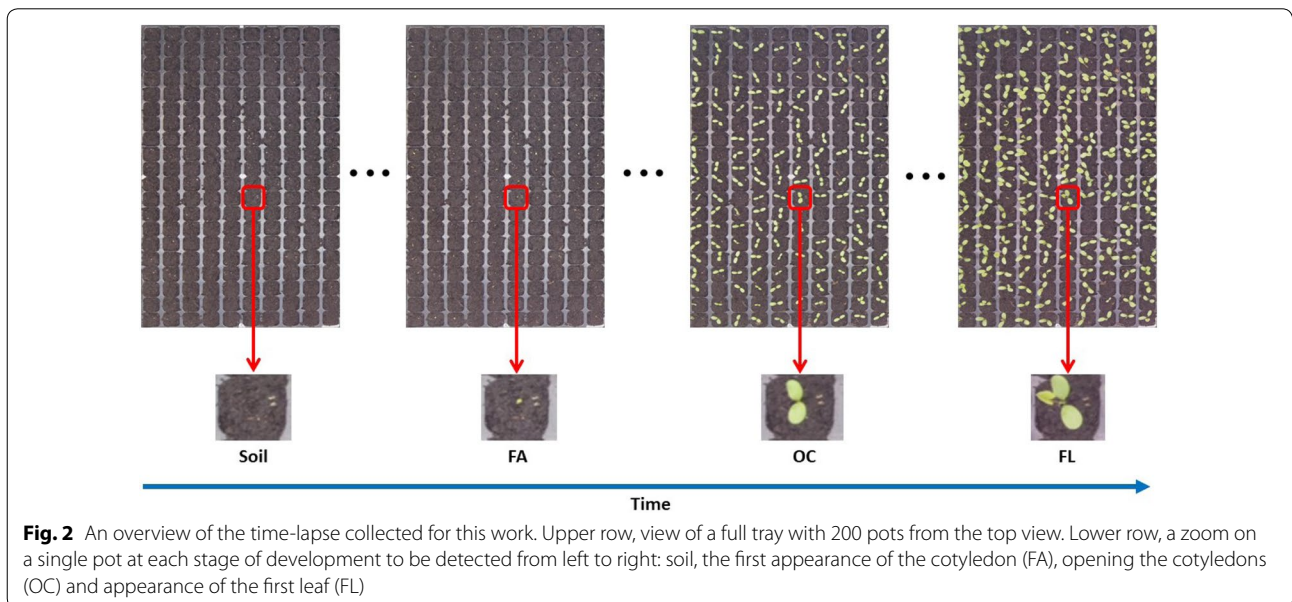 Soil
FA
OC
FL
Time
Fig. 2 An overview of the time-lapse collected for this work. Upper row, view of a full tray with 200 pots from the top view. Lower row, a zoom on
a single pot at each stage of development to be detected from left to right: soil, the first appearance of the cotyledon (FA), opening the cotyledons
(OC) and appearance of the first leaf (FL)